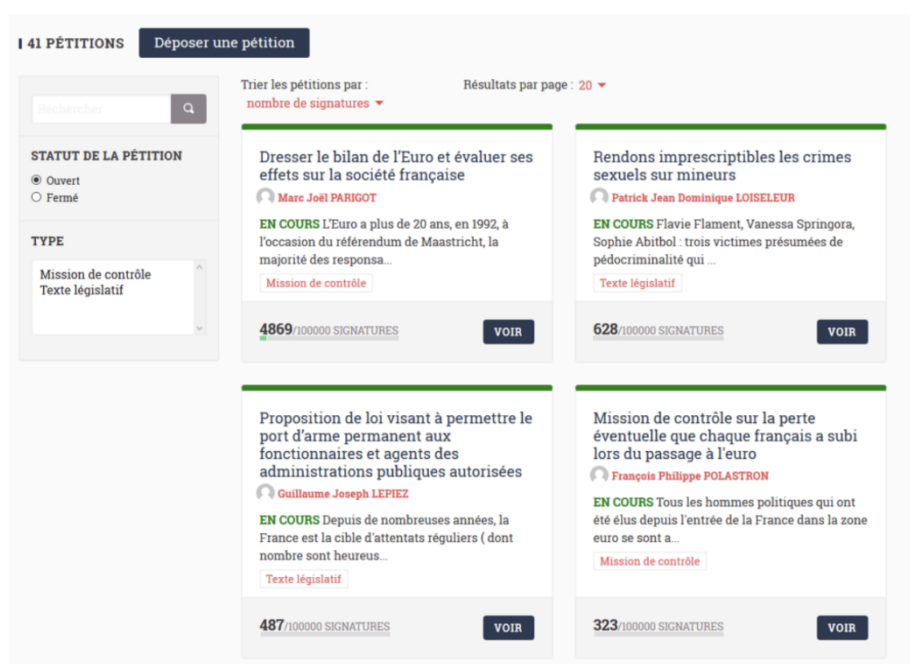 41 PÉTITIONS
Déposer une pétition
Rechercher
STATUT DE LA PÉTITION
Ouvert
Fermé
TYPE
Mission de contrôle
Texte législatif
Trier les pétitions par :
nombre de signatures
Résultats par page : 20
Dresser le bilan de l'Euro et évaluer ses
effets sur la société française
Marc Joël PARIGOT
EN COURS L'Euro a plus de 20 ans, en 1992, à
l'occasion du référendum de Maastricht, la
majorité des responsa...
Mission de contrôle
4869/100000 SIGNATURES
VOIR
Rendons imprescriptibles les crimes
sexuels sur mineurs
Patrick Jean Dominique LOISELEUR
EN COURS Flavie Flament, Vanessa Springora,
Sophie Abitbol : trois victimes présumées de
pédocriminalité qui ...
Texte législatif
628/100000 SIGNATURES
VOIR
Proposition de loi visant à permettre le
port d'arme permanent aux
fonctionnaires et agents des
administrations publiques autorisées
Guillaume Joseph LEPIEZ
EN COURS Depuis de nombreuses années, la
France est la cible d'attentats réguliers ( dont
nombre sont heureus...
Texte législatif
487/100000 SIGNATURES
VOIR
Mission de contrôle sur la perte
éventuelle que chaque français a subi
lors du passage à l'euro
François Philippe POLASTRON
EN COURS Tous les hommes politiques qui ont
été élus depuis l'entrée de la France dans la zone
euro se sont a...
Mission de contrôle
323/100000 SIGNATURES
VOIR